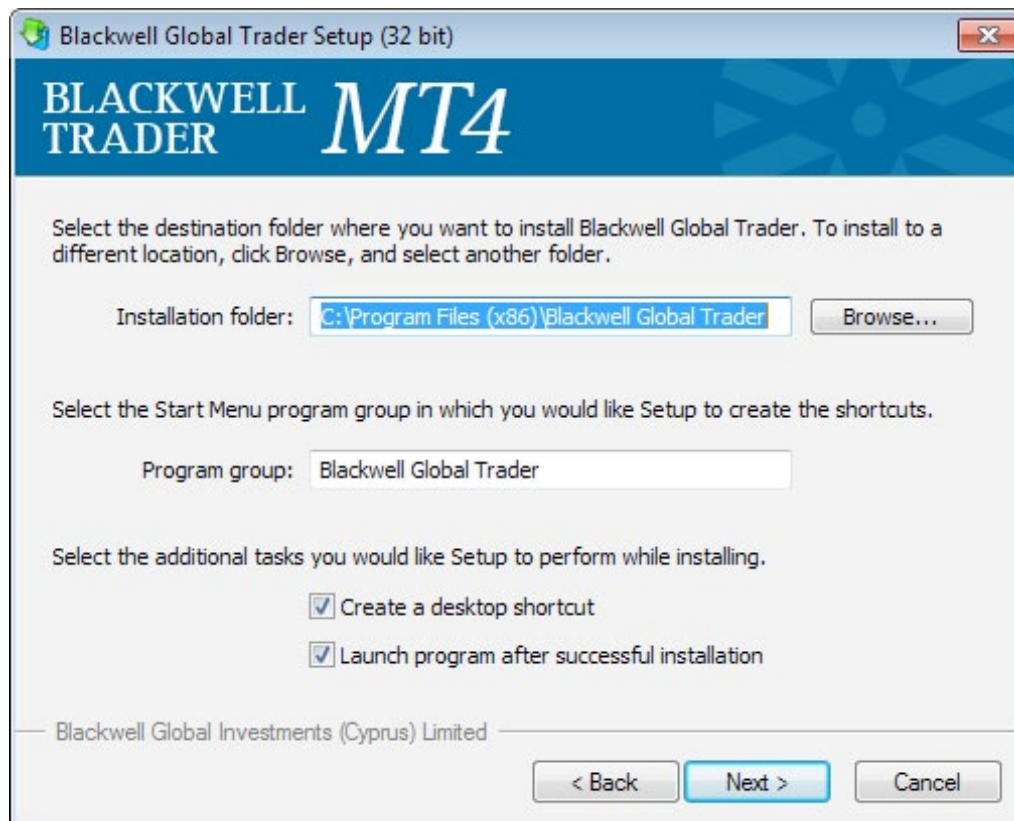 Blackwell Global Trader Setup (32 bit)
BLACKWELL
TRADER
MT4
Select the destination folder where you want to install Blackwell Global Trader. To install to a
different location, click Browse, and select another folder.
Installation folder: C:\Program Files (x86)\Blackwell Global Trader Browse...
Select the Start Menu program group in which you would like Setup to create the shortcuts.
Program group: Blackwell Global Trader
Select the additional tasks you would like Setup to perform while installing.
Create a desktop shortcut
Launch program after successful installation
Blackwell Global Investments (Cyprus) Limited
< Back Next > Cancel